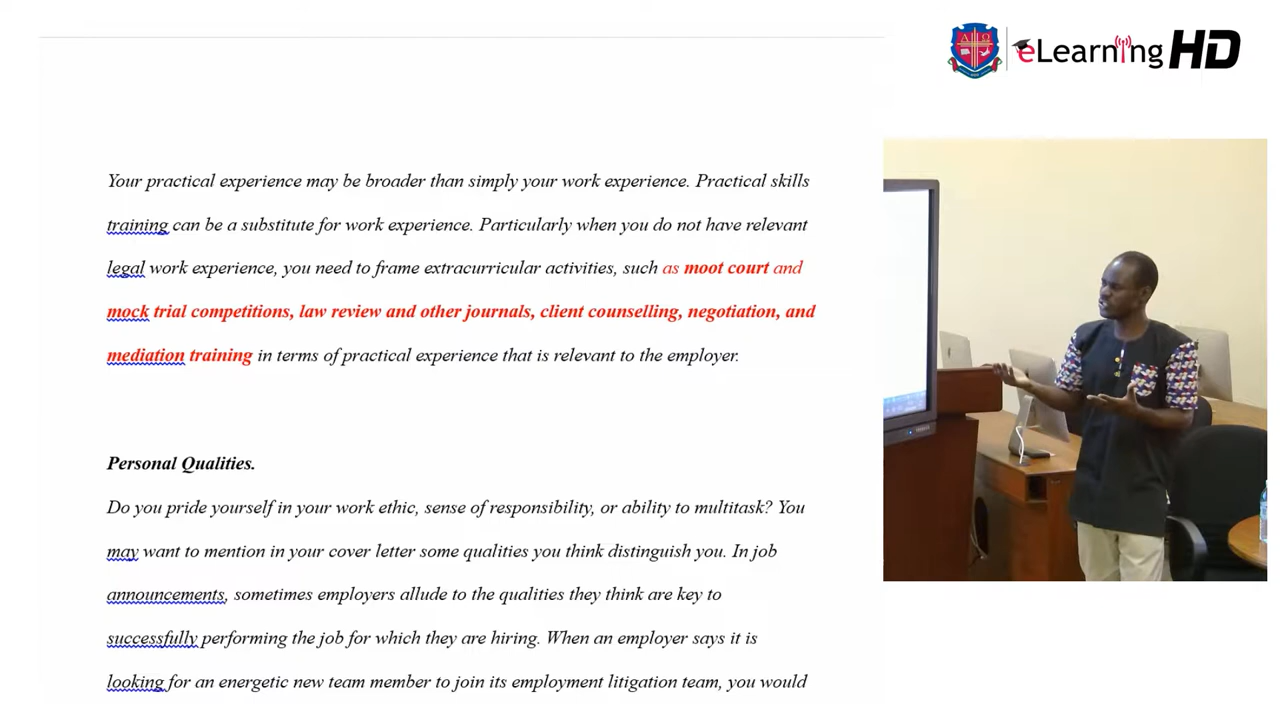 eLearning HD
Your practical experience may be broader than simply your work experience. Practical skills
training can be a substitute for work experience. Particularly when you do not have relevant
legal work experience, you need to frame extracurricular activities, such as moot court and
mock trial competitions, law review and other journals, client counselling, negotiation, and
mediation training in terms of practical experience that is relevant to the employer.
Personal Qualities.
Do you pride yourself in your work ethic, sense of responsibility, or ability to multitask? You
may want to mention in your cover letter some qualities you think distinguish you. In job
announcements, sometimes employers allude to the qualities they think are key to
successfully performing the job for which they are hiring. When an employer says it is
looking for an energetic new team member to join its employment litigation team, you would